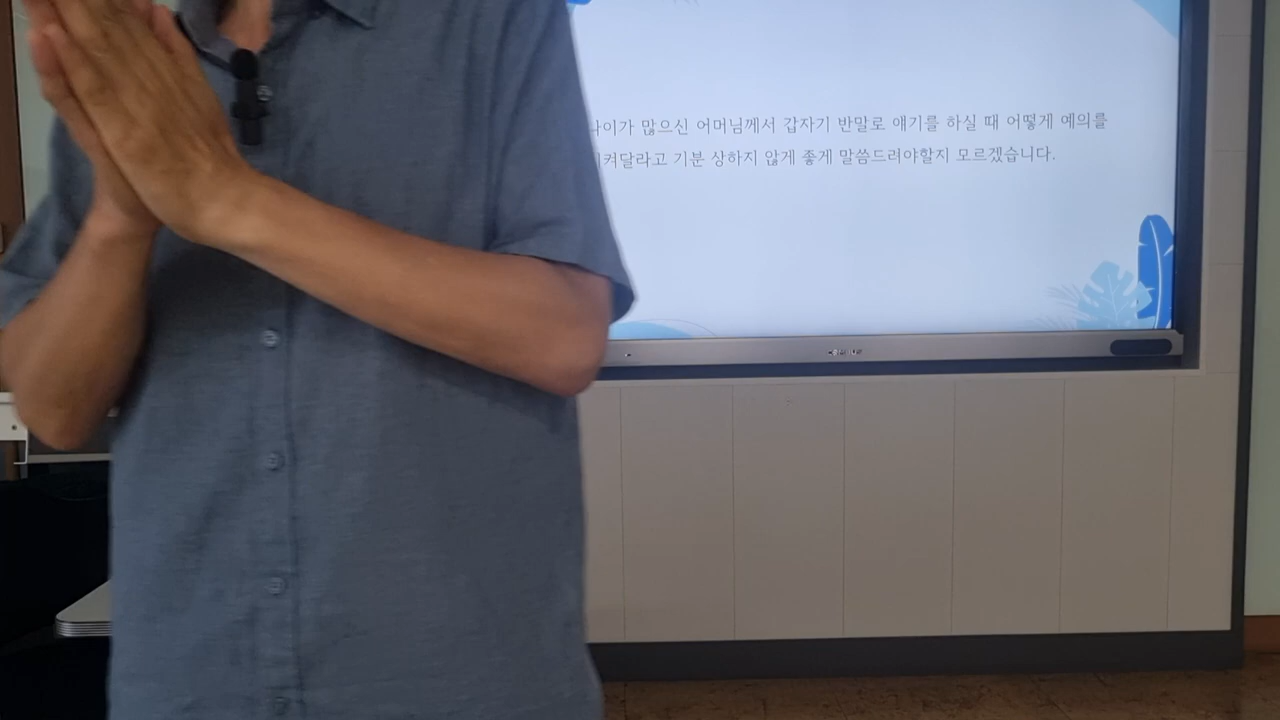 나이가 많으신 어머님께서 갑자기 반말로 얘기를 하실 때 어떻게 예의를
지켜달라고 기분 상하지 않게 좋게 말씀드려야할지 모르겠습니다.